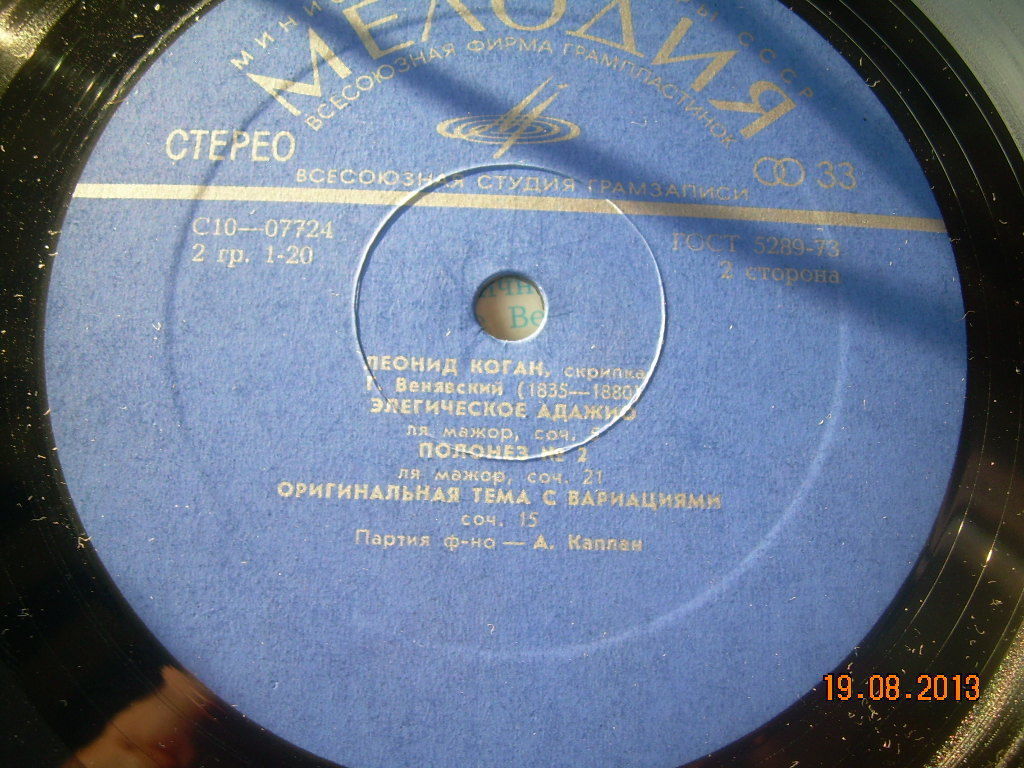 СССР
МЕЛОДИЯ
ВСЕСОЮЗНАЯ ФИРМА ГРАМПЛАСТИНОК
СТЕРЕО
33
ВСЕСОЮЗНАЯ СТУДИЯ ГРАМЗАПИСИ
С10—07724
ГОСТ 5289-73
2 гр. 1-20
2 сторона
ЛЕОНИД КОГАН, скрипка
Г. Венявский (1835—1880)
ЭЛЕГИЧЕСКОЕ АДАЖИО
ля мажор, соч.
ПОЛОНЕЗ № 2
ля мажор, соч. 21
ОРИГИНАЛЬНАЯ ТЕМА С ВАРИАЦИЯМИ
соч. 15
Партия ф-но — А. Каплан
19.08.2013